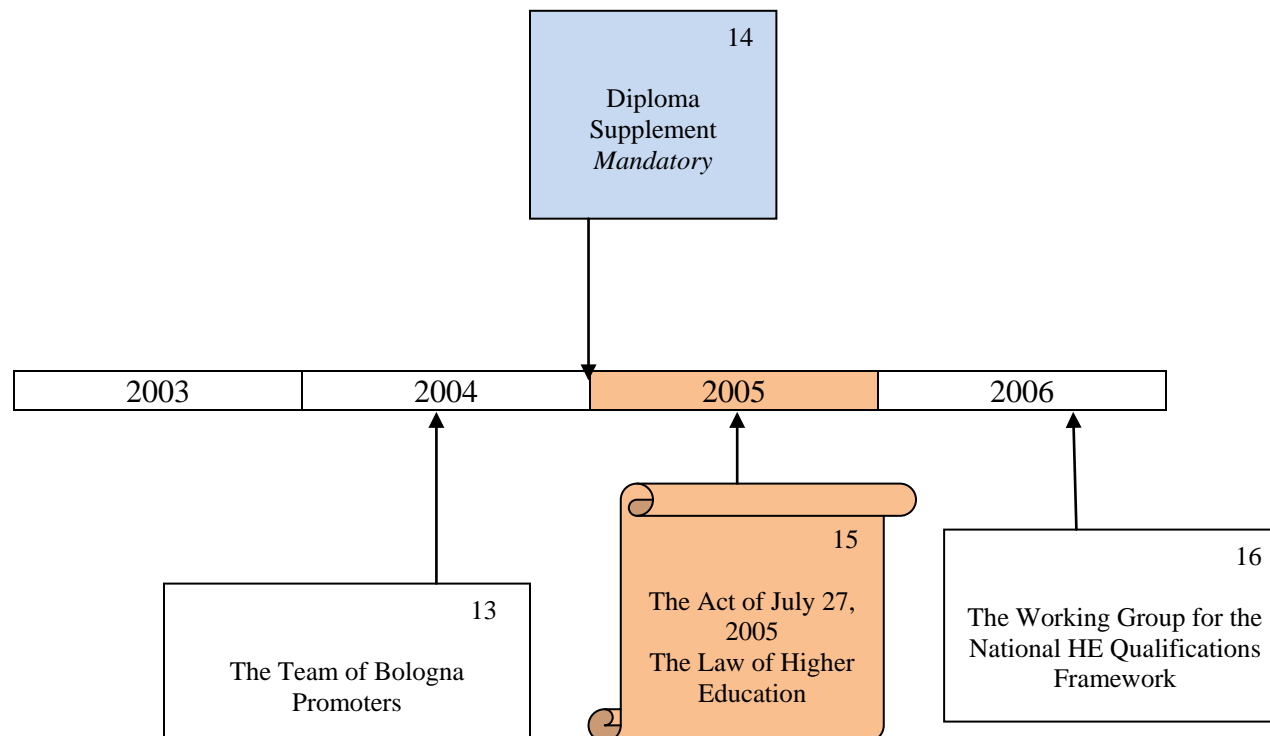 14
Diploma
Supplement
Mandatory
2003 2004 2005 2006
13
The Team of Bologna
Promoters
15
The Act of July 27,
2005
The Law of Higher
Education
16
The Working Group for the
National HE Qualifications
Framework